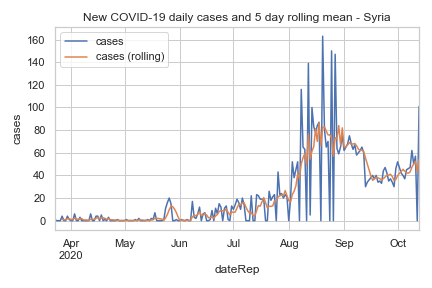 New COVID-19 daily cases and 5 day rolling mean - Syria
cases
cases (rolling)
160
140
120
100
80
60
40
20
0
cases
Apr May Jun Jul Aug Sep Oct
2020
dateRep